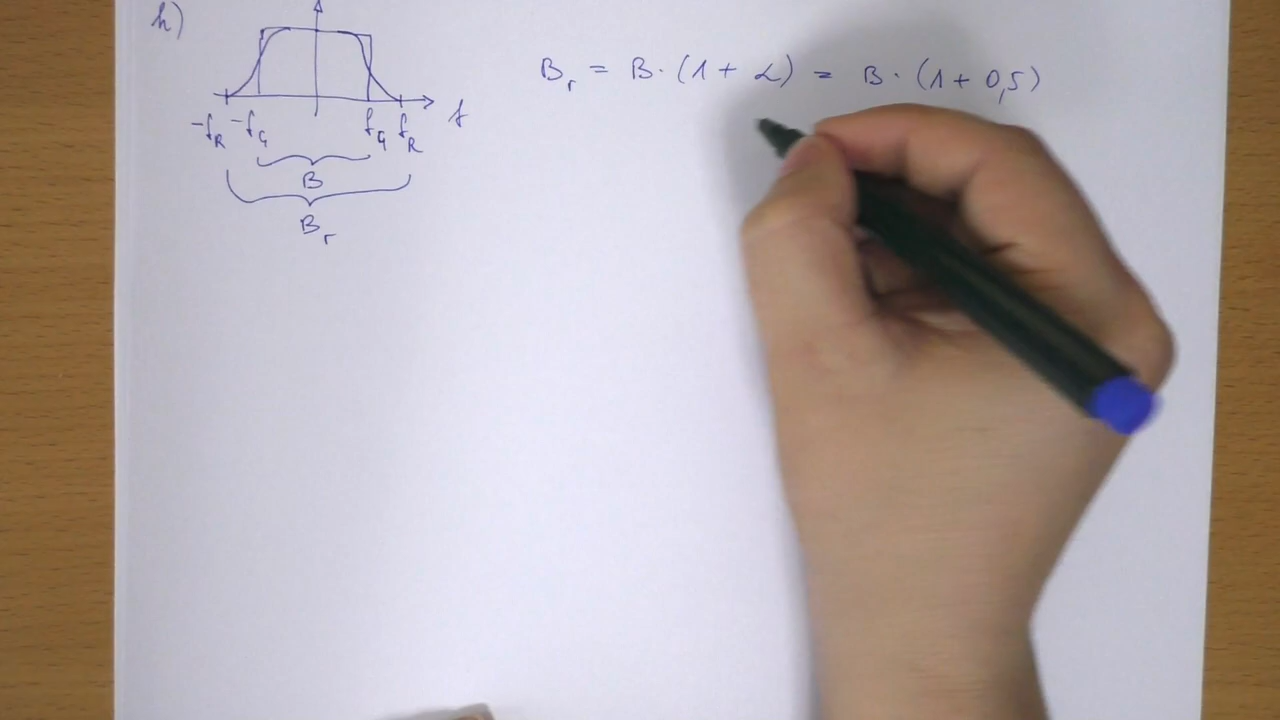 h)
B_r = B · (1 + α) = B · (1 + 0,5)
f
-f_R -f_G f_G f_R
B
B_r